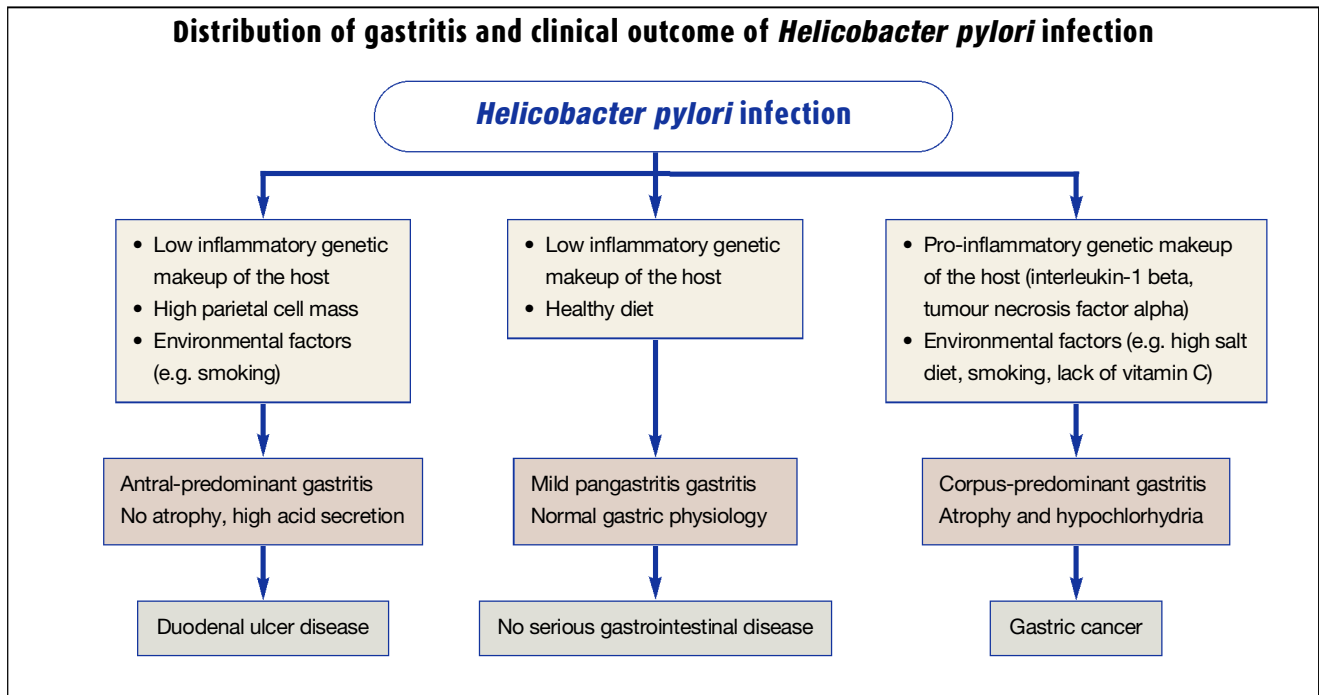 Distribution of gastritis and clinical outcome of Helicobacter pylori infection
Helicobacter pylori infection
• Low inflammatory genetic
makeup of the host
• High parietal cell mass
• Environmental factors
(e.g. smoking)
• Low inflammatory genetic
makeup of the host
• Healthy diet
• Pro-inflammatory genetic makeup
of the host (interleukin-1 beta,
tumour necrosis factor alpha)
• Environmental factors (e.g. high salt
diet, smoking, lack of vitamin C)
Antral-predominant gastritis
No atrophy, high acid secretion
Mild pangastritis gastritis
Normal gastric physiology
Corpus-predominant gastritis
Atrophy and hypochlorhydria
Duodenal ulcer disease
No serious gastrointestinal disease
Gastric cancer